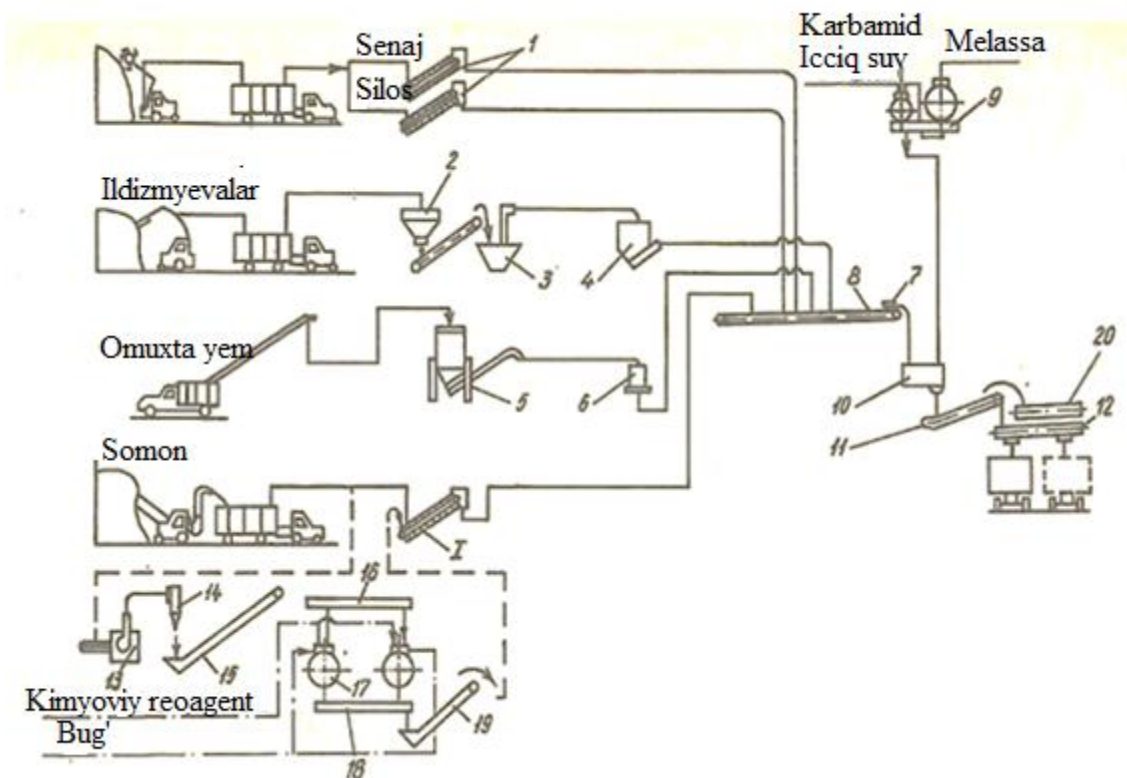 Senaj
Silos
1
Karbamid
Icciq suv
Melassa
9
Ildizmyevalar
2
3
4
8
7
Omuxta yem
5
6
10
11
20
12
Somon
I
13
14
15
16
17
18
19
Kimyoviy reoagent
Bug'